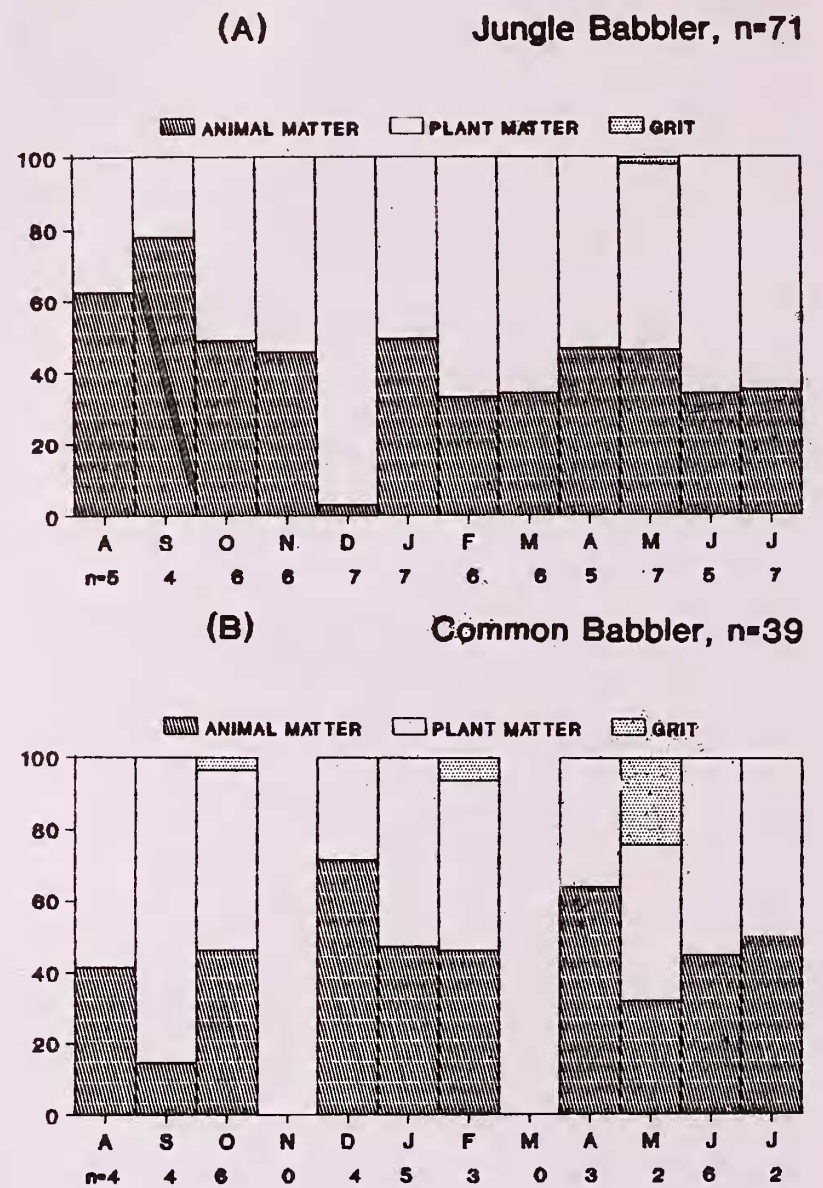 (A) Jungle Babbler, n=71
ANIMAL MATTER PLANT MATTER GRIT
100
80
60
40
20
0
A S O N D J F M A M J J
n=5 4 6 6 7 7 6 6 5 7 5 7
(B) Common Babbler, n=39
ANIMAL MATTER PLANT MATTER GRIT
100
80
60
40
20
0
A S O N D J F M A M J J
n=4 4 6 0 4 5 3 0 3 2 6 2